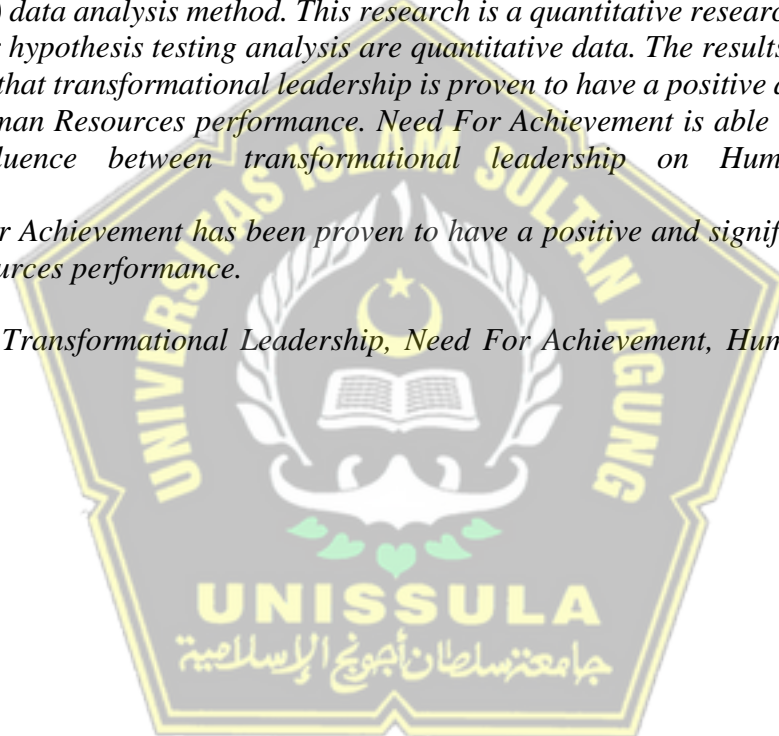 ) data analysis method. This research is a quantitative researc
hypothesis testing analysis are quantitative data. The results
that transformational leadership is proven to have a positive
man Resources performance. Need For Achievement is able
luence between transformational leadership on Hum
r Achievement has been proven to have a positive and signif
urces performance.
Transformational Leadership, Need For Achievement, Hum
UNIVERSITAS ISLAM SULTAN AGUNG
UNISSULA
جامعة سلطان أجونج الإسلامية